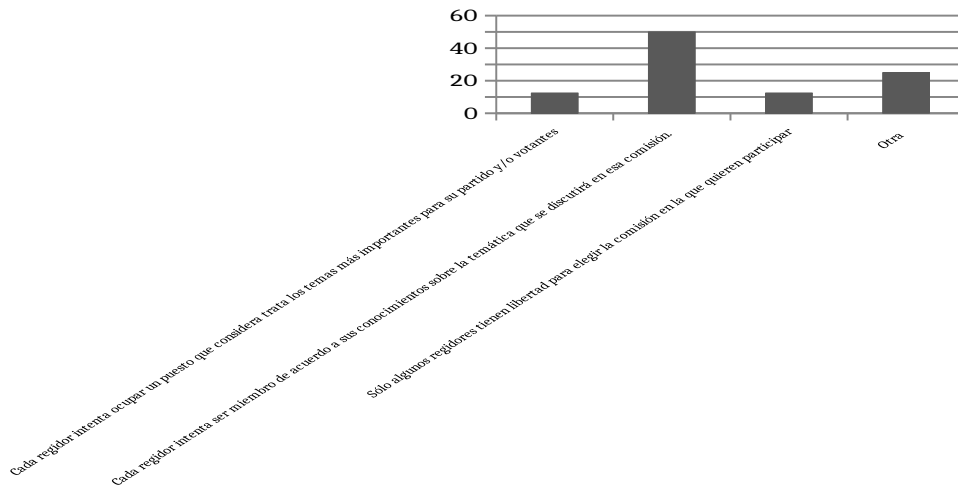 60
40
20
0
Cada regidor intenta ocupar un puesto que considera trata los temas más importantes para su partido y/o votantes
Cada regidor intenta ser miembro de acuerdo a sus conocimientos sobre la temática que se discutirá en esa comisión.
Sólo algunos regidores tienen libertad para elegir la comisión en la que quieren participar
Otra